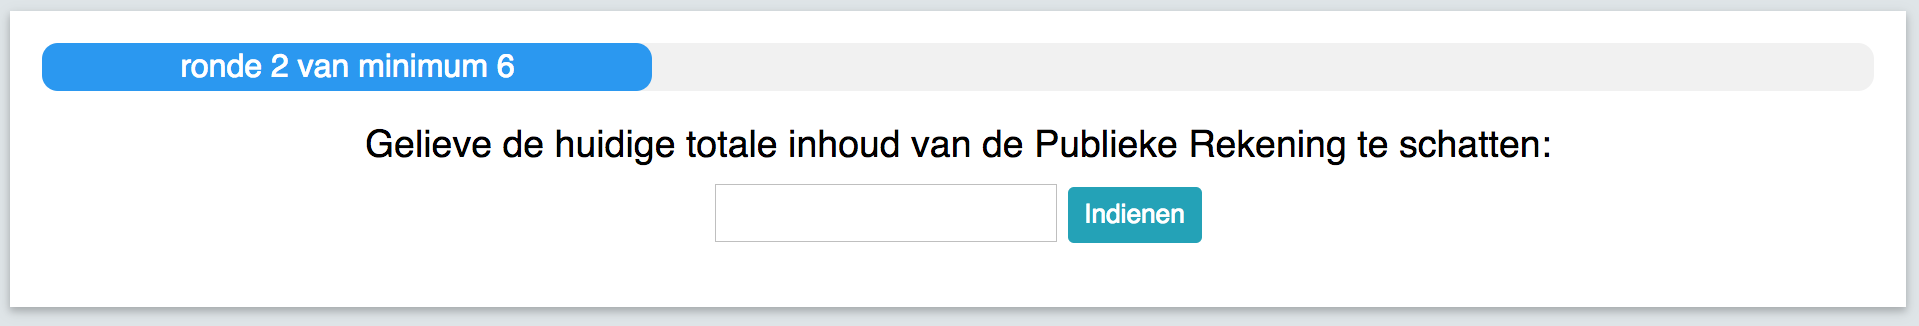 ronde 2 van minimum 6
Gelieve de huidige totale inhoud van de Publieke Rekening te schatten:
Indienen